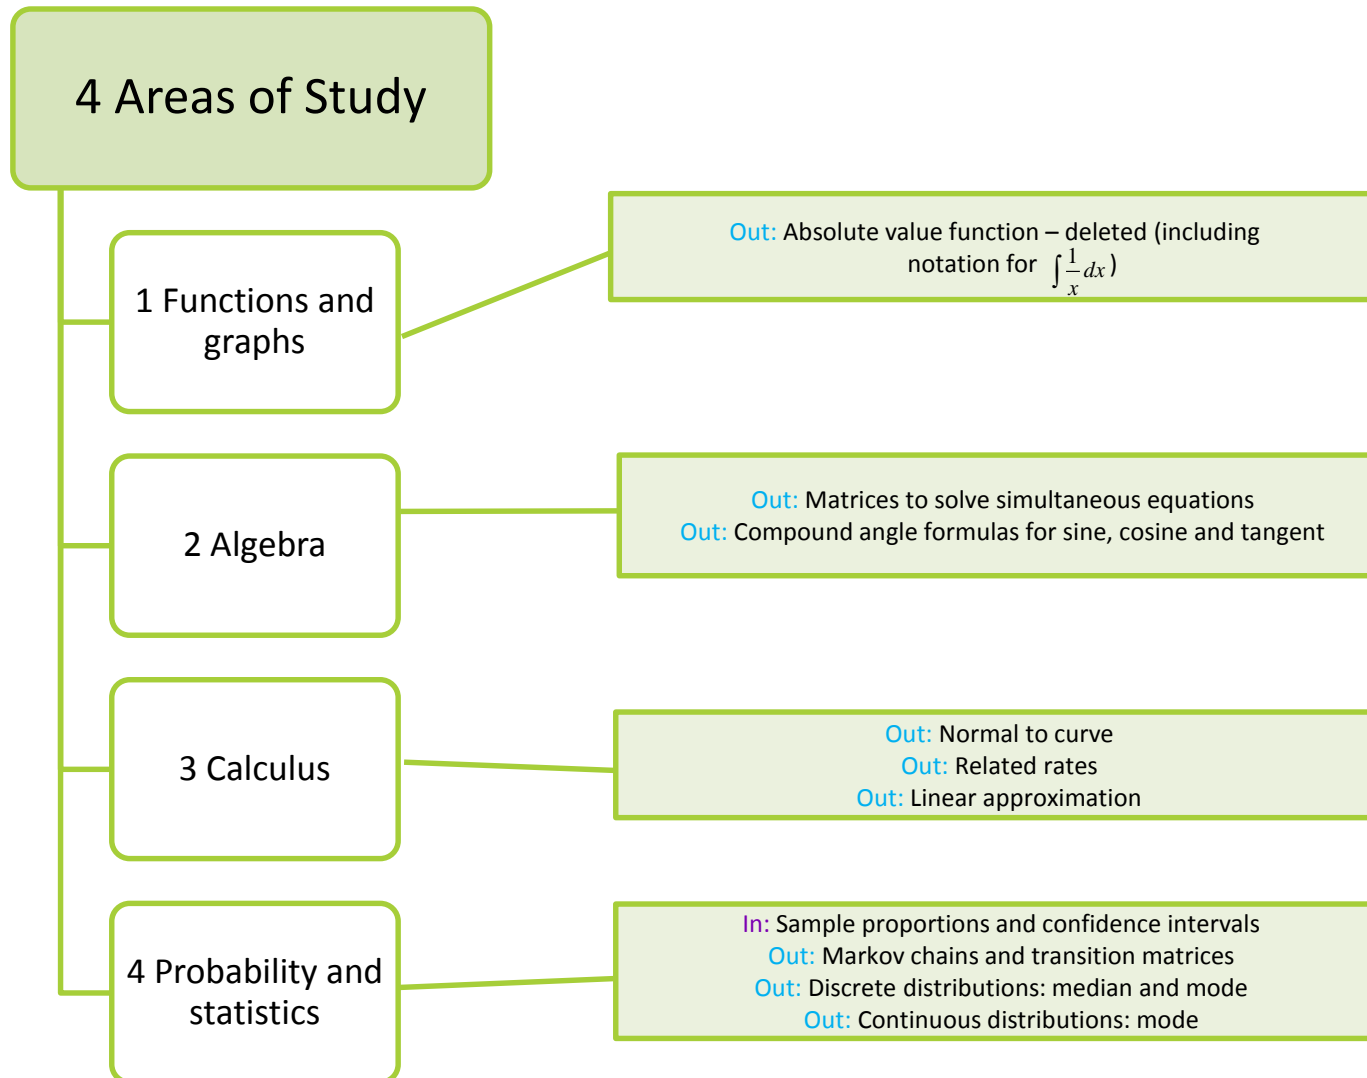 4 Areas of Study
1 Functions and
graphs
Out: Absolute value function – deleted (including
notation for ∫ 1/x dx)
2 Algebra
Out: Matrices to solve simultaneous equations
Out: Compound angle formulas for sine, cosine and tangent
3 Calculus
Out: Normal to curve
Out: Related rates
Out: Linear approximation
4 Probability and
statistics
In: Sample proportions and confidence intervals
Out: Markov chains and transition matrices
Out: Discrete distributions: median and mode
Out: Continuous distributions: mode